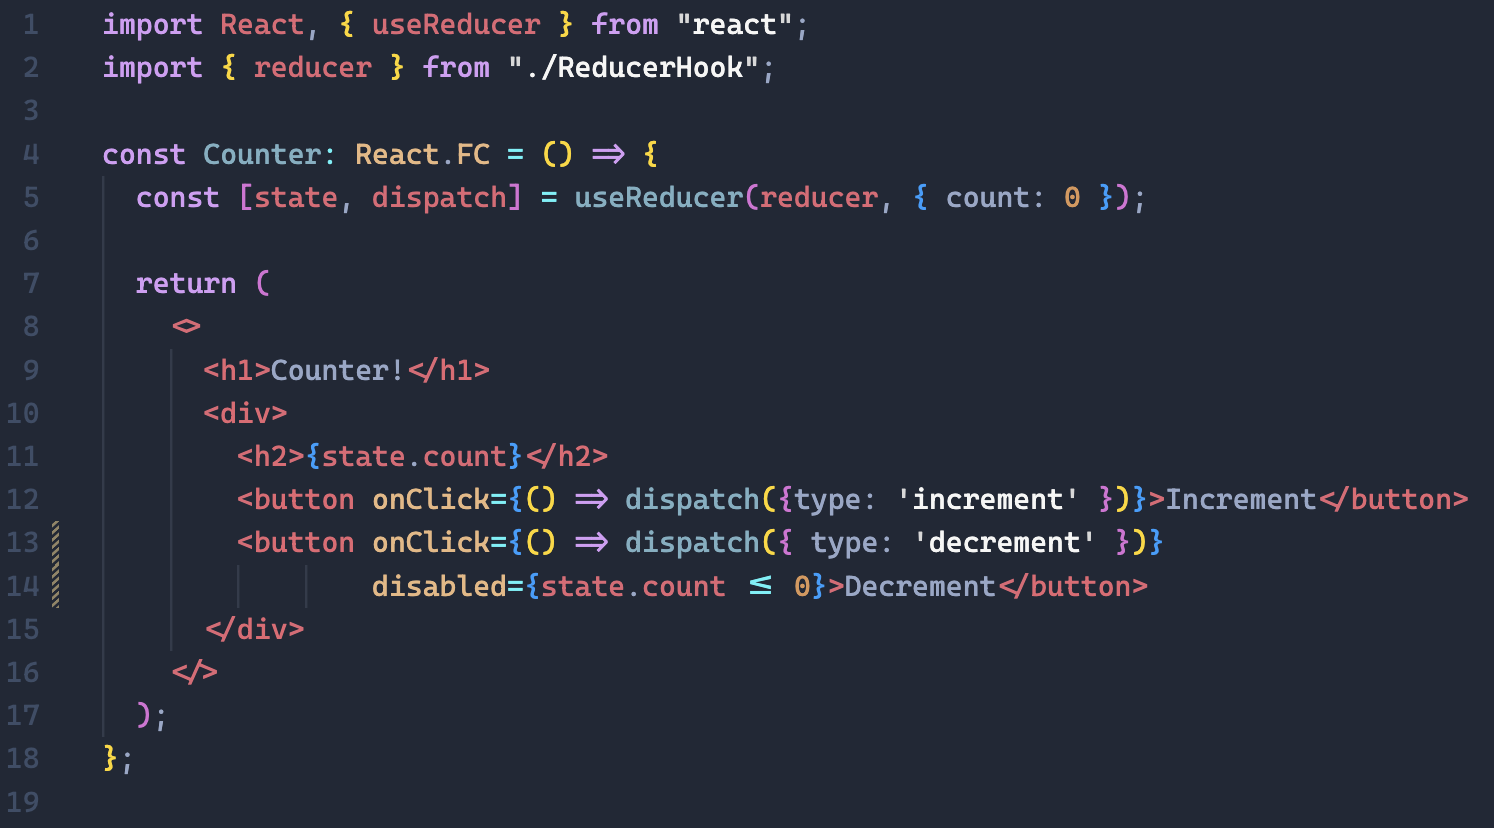 1 import React, { useReducer } from "react";
2 import { reducer } from "./ReducerHook";
3
4 const Counter: React.FC = () => {
5   const [state, dispatch] = useReducer(reducer, { count: 0 });
6
7   return (
8     <>
9       <h1>Counter!</h1>
10       <div>
11         <h2>{state.count}</h2>
12         <button onClick={() => dispatch({type: 'increment' })}>Increment</button>
13         <button onClick={() => dispatch({ type: 'decrement' })}
14                 disabled={state.count <= 0}>Decrement</button>
15       </div>
16     </>
17   );
18 };
19